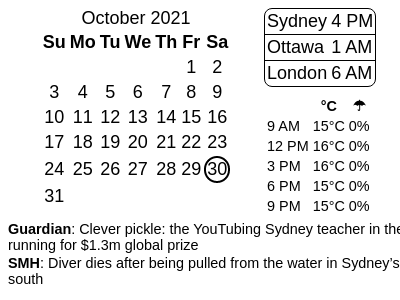 October 2021
Su Mo Tu We Th Fr Sa
1 2
3 4 5 6 7 8 9
10 11 12 13 14 15 16
17 18 19 20 21 22 23
24 25 26 27 28 29 30
31
Sydney 4 PM
Ottawa 1 AM
London 6 AM
°C ☂
9 AM 15°C 0%
12 PM 16°C 0%
3 PM 16°C 0%
6 PM 15°C 0%
9 PM 15°C 0%
Guardian: Clever pickle: the YouTubing Sydney teacher in the
running for $1.3m global prize
SMH: Diver dies after being pulled from the water in Sydney's
south